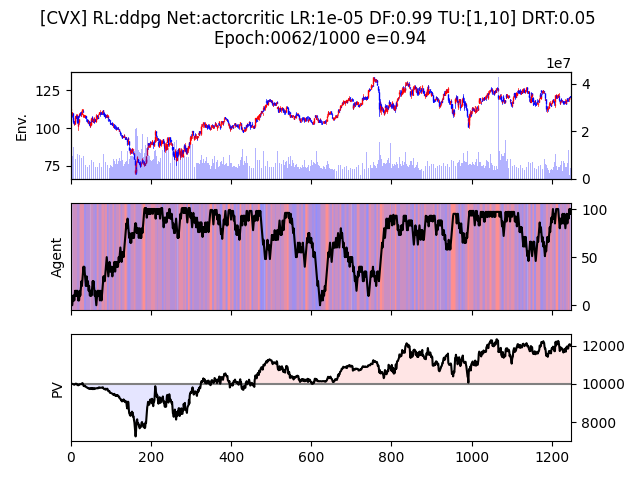 [CVX] RL:ddpg Net:actorcritic LR:1e-05 DF:0.99 TU:[1,10] DRT:0.05
Epoch:0062/1000 e=0.94
1e7
125
100
75
Env.
4
2
0
Agent
100
50
0
PV
12000
10000
8000
0 200 400 600 800 1000 1200